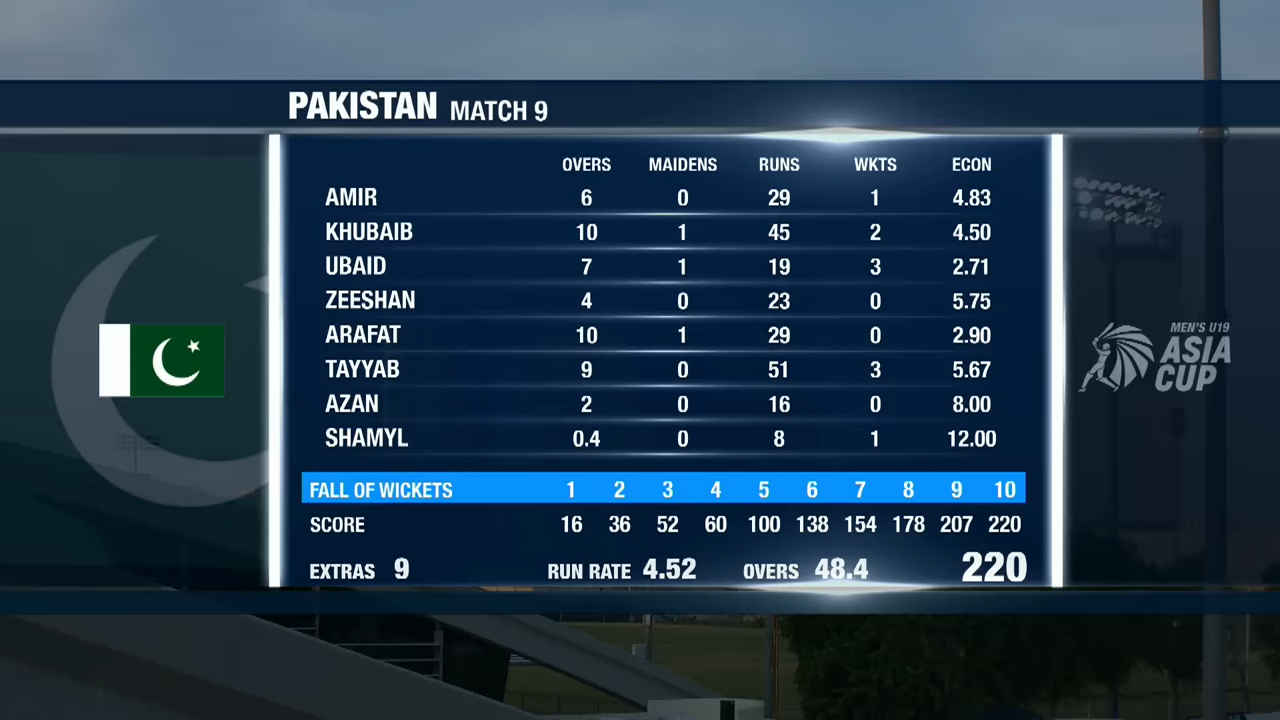 PAKISTAN MATCH 9
OVERS MAIDENS RUNS WKTS ECON
AMIR 6 0 29 1 4.83
KHUBAIB 10 1 45 2 4.50
UBAID 7 1 19 3 2.71
ZEESHAN 4 0 23 0 5.75
ARAFAT 10 1 29 0 2.90
TAYYAB 9 0 51 3 5.67
AZAN 2 0 16 0 8.00
SHAMYL 0.4 0 8 1 12.00
FALL OF WICKETS 1 2 3 4 5 6 7 8 9 10
SCORE 16 36 52 60 100 138 154 178 207 220
EXTRAS 9 RUN RATE 4.52 OVERS 48.4 220
MEN'S U19
ASIA
CUP